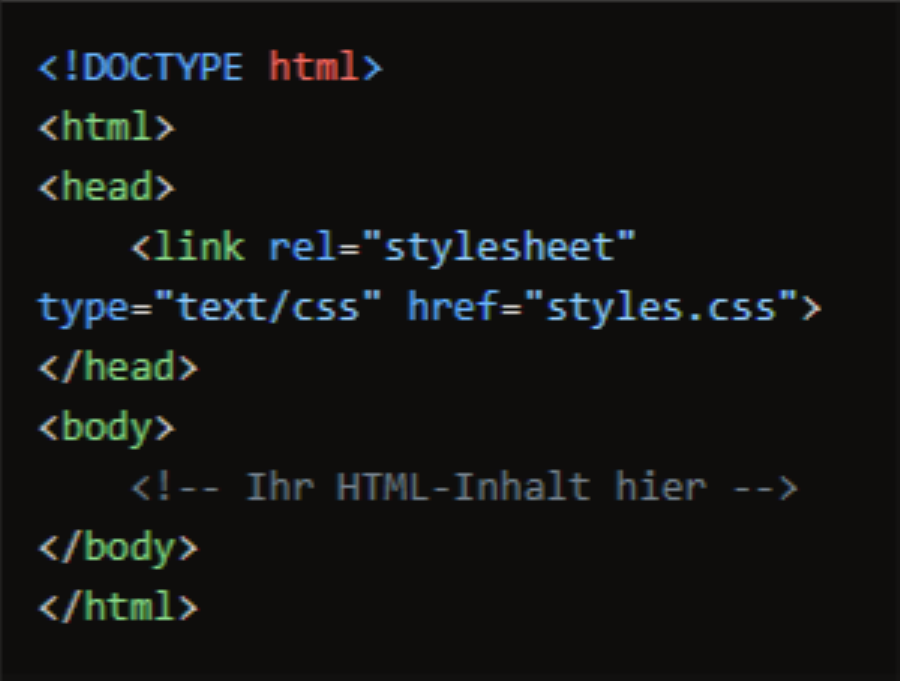 <!DOCTYPE html>
<html>
<head>
    <link rel="stylesheet"
type="text/css" href="styles.css">
</head>
<body>
    <!-- Ihr HTML-Inhalt hier -->
</body>
</html>